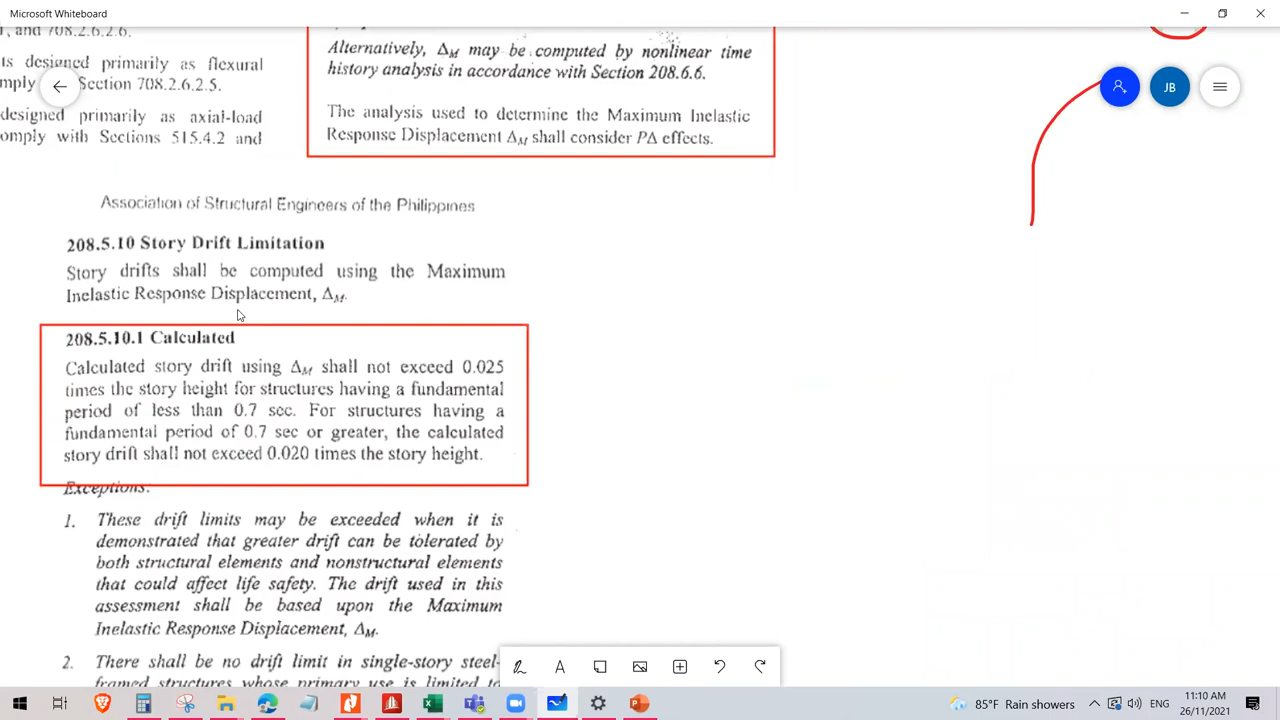 Microsoft Whiteboard
, and 708.2.6.2.6.
ts designed primarily as flexural
mply Section 708.2.6.2.5.
designed primarily as axial-load
omply with Sections 515.4.2 and
Alternatively, ΔM may be computed by nonlinear time
history analysis in accordance with Section 208.6.6.
The analysis used to determine the Maximum Inelastic
Response Displacement ΔM shall consider PΔ effects.
JB
Association of Structural Engineers of the Philippines
208.5.10 Story Drift Limitation
Story drifts shall be computed using the Maximum
Inelastic Response Displacement, ΔM.
208.5.10.1 Calculated
Calculated story drift using ΔM shall not exceed 0.025
times the story height for structures having a fundamental
period of less than 0.7 sec. For structures having a
fundamental period of 0.7 sec or greater, the calculated
story drift shall not exceed 0.020 times the story height.
Exceptions:
1. These drift limits may be exceeded when it is
demonstrated that greater drift can be tolerated by
both structural elements and nonstructural elements
that could affect life safety. The drift used in this
assessment shall be based upon the Maximum
Inelastic Response Displacement, ΔM.
2. There shall be no drift limit in single-story steel-
framed structures whose primary use is limited to
85°F Rain showers
ENG
11:10 AM
26/11/2021